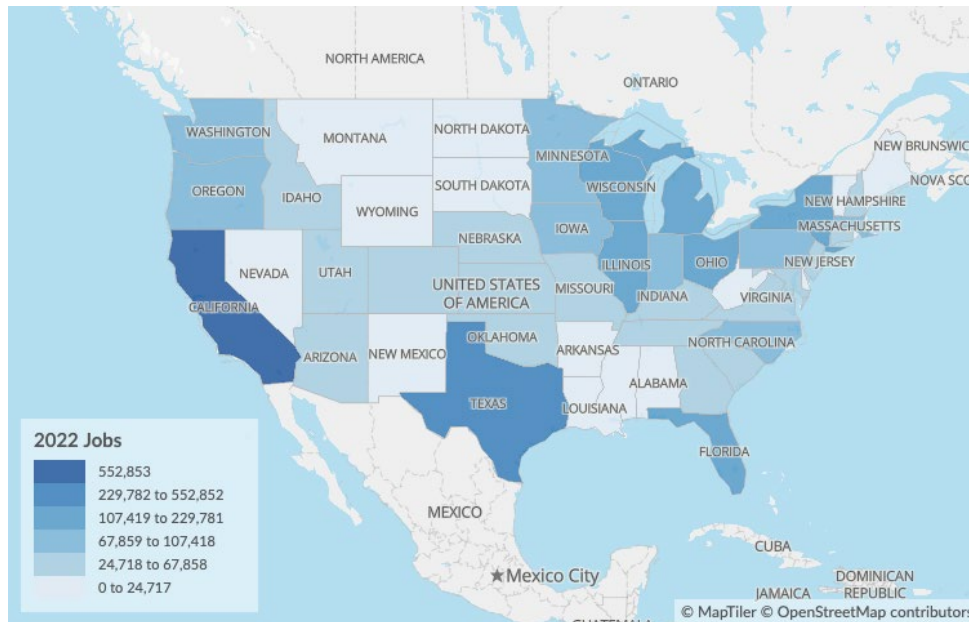 NORTH AMERICA
ONTARIO
WASHINGTON
MONTANA
NORTH DAKOTA
MINNESOTA
NEW BRUNSWIC
NOVA SCO
OREGON
IDAHO
SOUTH DAKOTA
WISCONSIN
NEW HAMPSHIRE
WYOMING
MASSACHUSETTS
IOWA
NEBRASKA
NEVADA
UTAH
ILLINOIS
OHIO
NEW JERSEY
UNITED STATES
OF AMERICA
MISSOURI
INDIANA
VIRGINIA
CALIFORNIA
OKLAHOMA
NORTH CAROLINA
ARIZONA
NEW MEXICO
ARKANSAS
ALABAMA
TEXAS
LOUISIANA
FLORIDA
2022 Jobs
552,853
229,782 to 552,852
107,419 to 229,781
67,859 to 107,418
24,718 to 67,858
0 to 24,717
MEXICO
CUBA
Mexico City
DOMINICAN
REPUBLIC
JAMAICA
© MapTiler © OpenStreetMap contributors